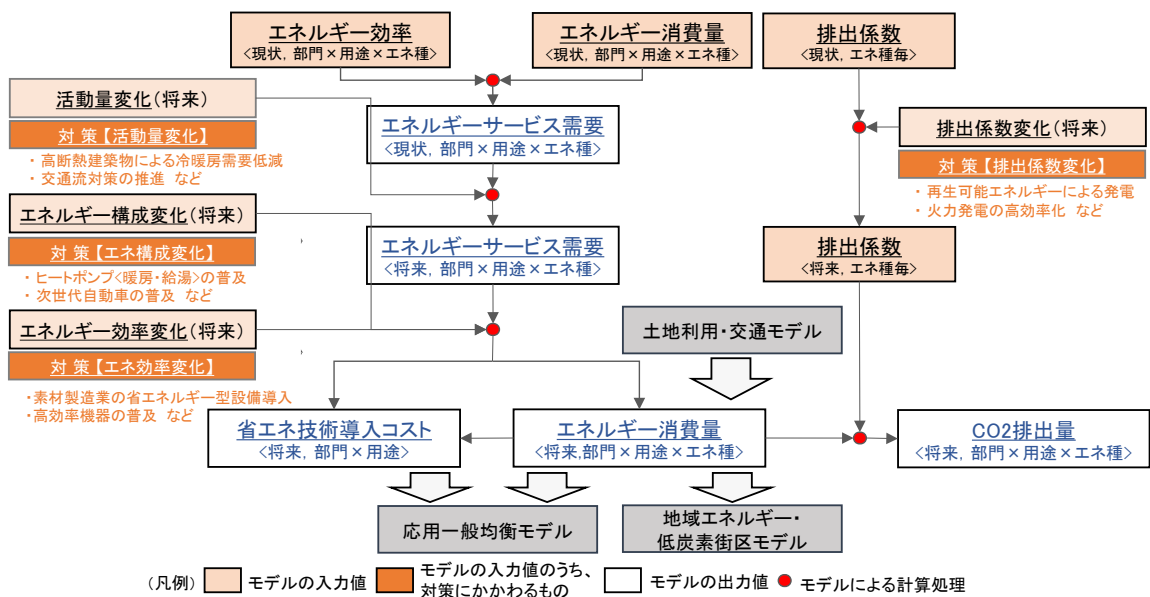 エネルギー効率
<現状, 部門×用途×エネ種>
エネルギー消費量
<現状, 部門×用途×エネ種>
排出係数
<現状, エネ種毎>
活動量変化(将来)
対 策【活動量変化】
・高断熱建築物による冷暖房需要低減
・交通流対策の推進 など
エネルギーサービス需要
<現状, 部門×用途×エネ種>
排出係数変化(将来)
対 策【排出係数変化】
・再生可能エネルギーによる発電
・火力発電の高効率化 など
エネルギー構成変化(将来)
対 策【エネ構成変化】
・ヒートポンプ<暖房・給湯>の普及
・次世代自動車の普及 など
エネルギーサービス需要
<将来, 部門×用途×エネ種>
排出係数
<将来, エネ種毎>
エネルギー効率変化(将来)
対 策【エネ効率変化】
・素材製造業の省エネルギー型設備導入
・高効率機器の普及 など
土地利用・交通モデル
省エネ技術導入コスト
<将来, 部門×用途>
エネルギー消費量
<将来,部門×用途×エネ種>
CO2排出量
<将来, 部門×用途×エネ種>
応用一般均衡モデル
地域エネルギー・
低炭素街区モデル
(凡例)
モデルの入力値
モデルの入力値のうち、
対策にかかわるもの
モデルの出力値
モデルによる計算処理